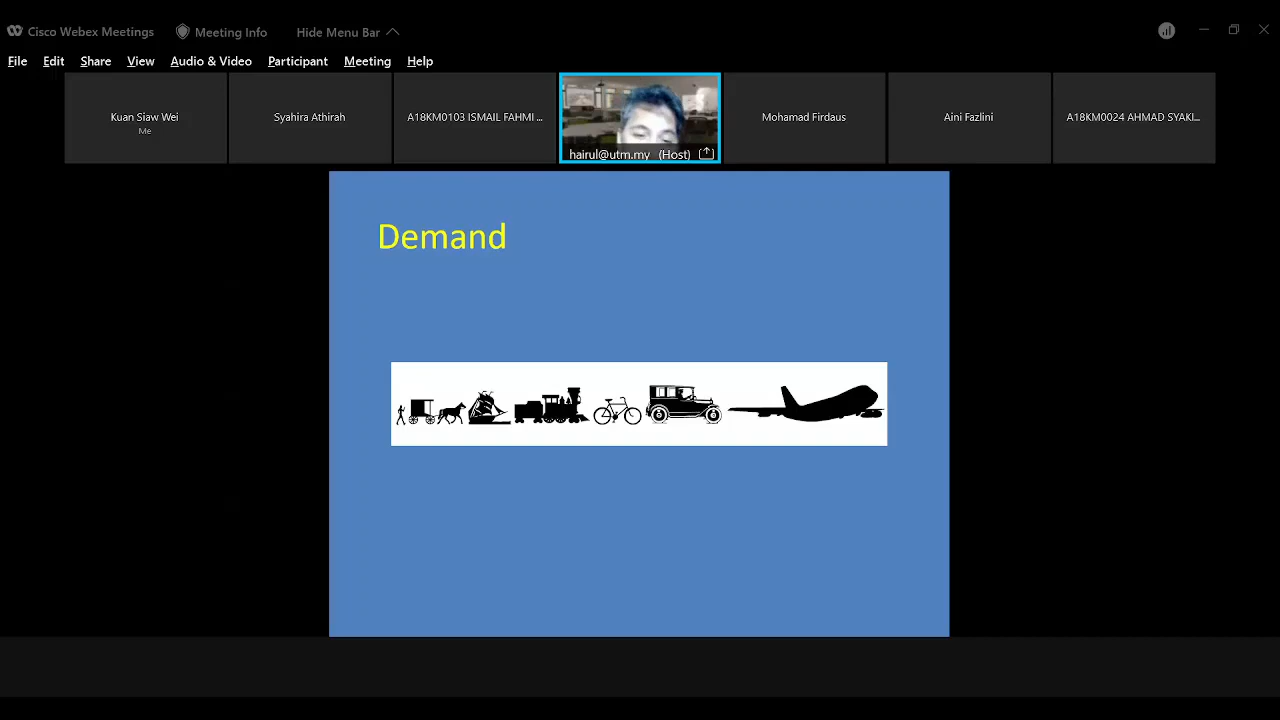 Cisco Webex Meetings Meeting Info Hide Menu Bar
File Edit Share View Audio & Video Participant Meeting Help
Kuan Siaw Wei
Me
Syahira Athirah
A18KM0103 ISMAIL FAHMI ...
hairul@utm.my (Host)
Mohamad Firdaus
Aini Fazlini
A18KM0024 AHMAD SYAKI...
Demand